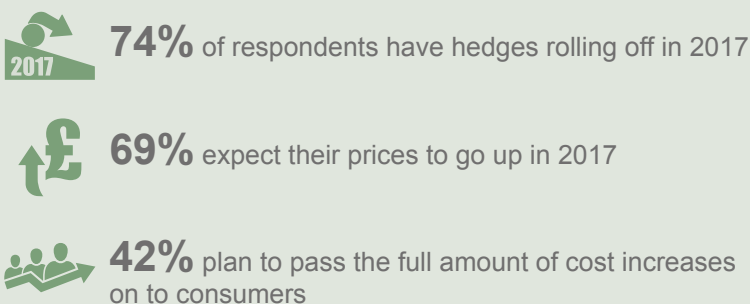 2017
74% of respondents have hedges rolling off in 2017
£
69% expect their prices to go up in 2017
42% plan to pass the full amount of cost increases
on to consumers